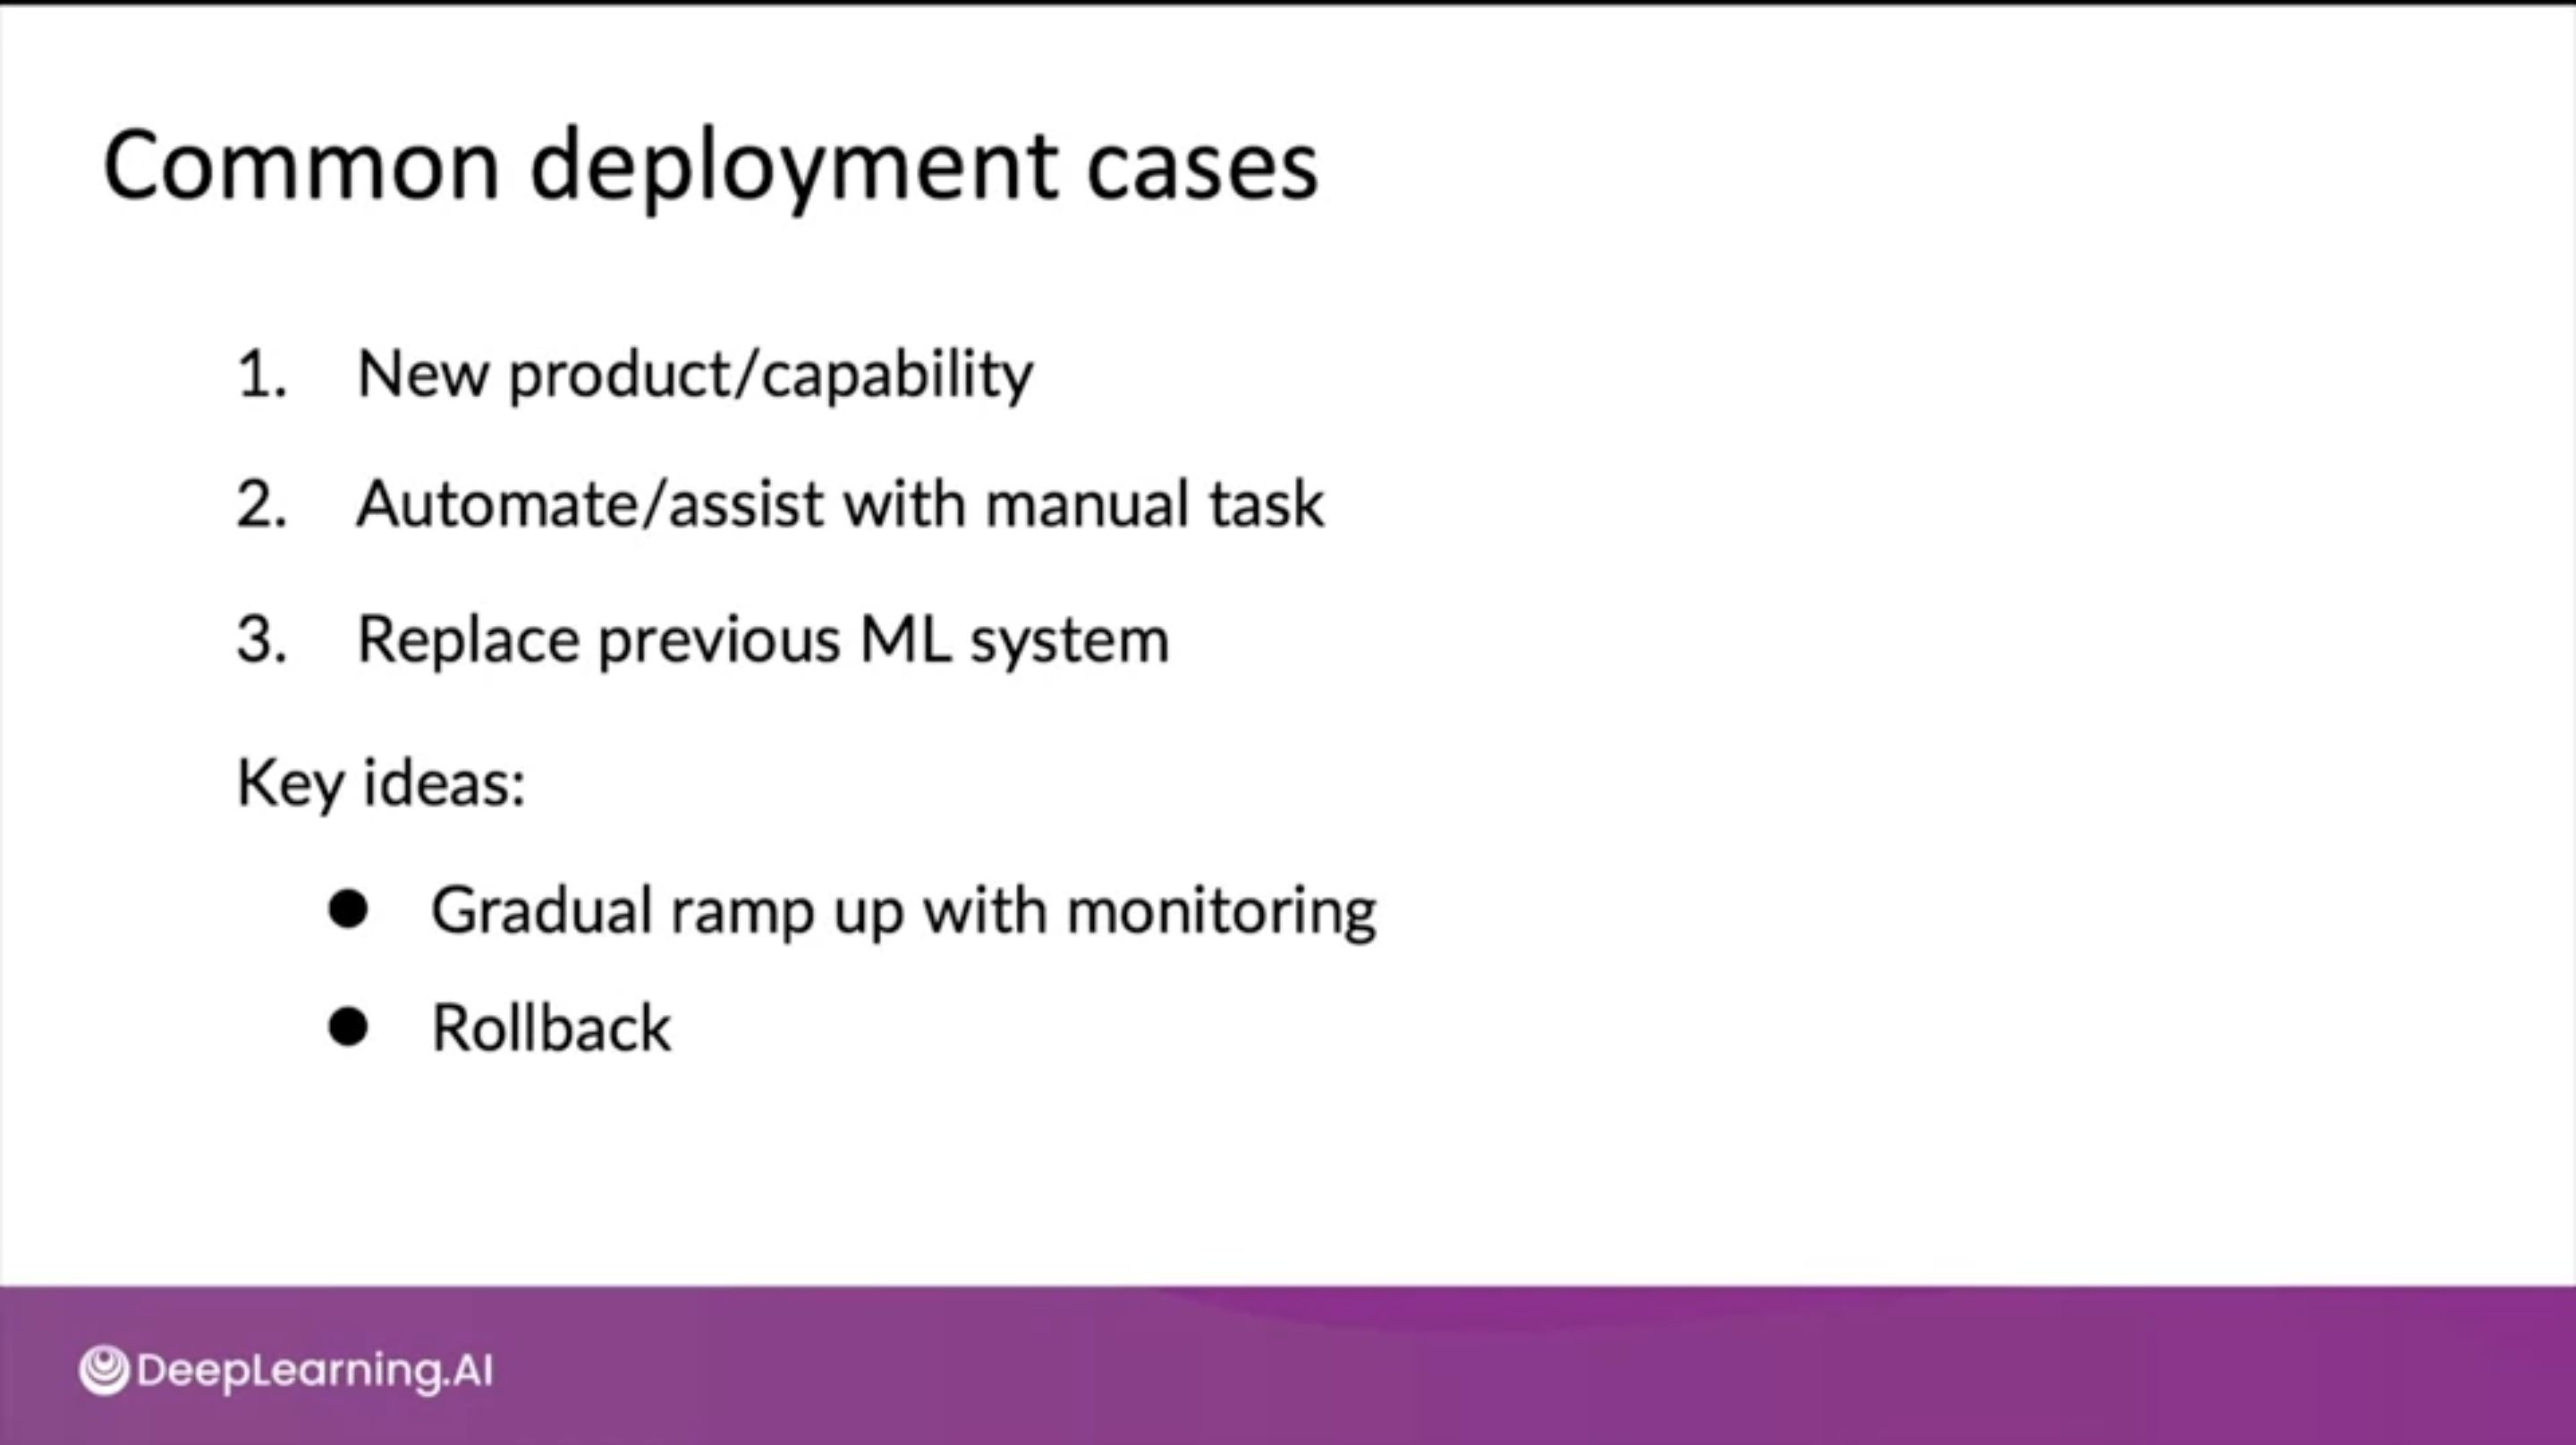 Common deployment cases
1. New product/capability
2. Automate/assist with manual task
3. Replace previous ML system
Key ideas:
● Gradual ramp up with monitoring
● Rollback
DeepLearning.AI